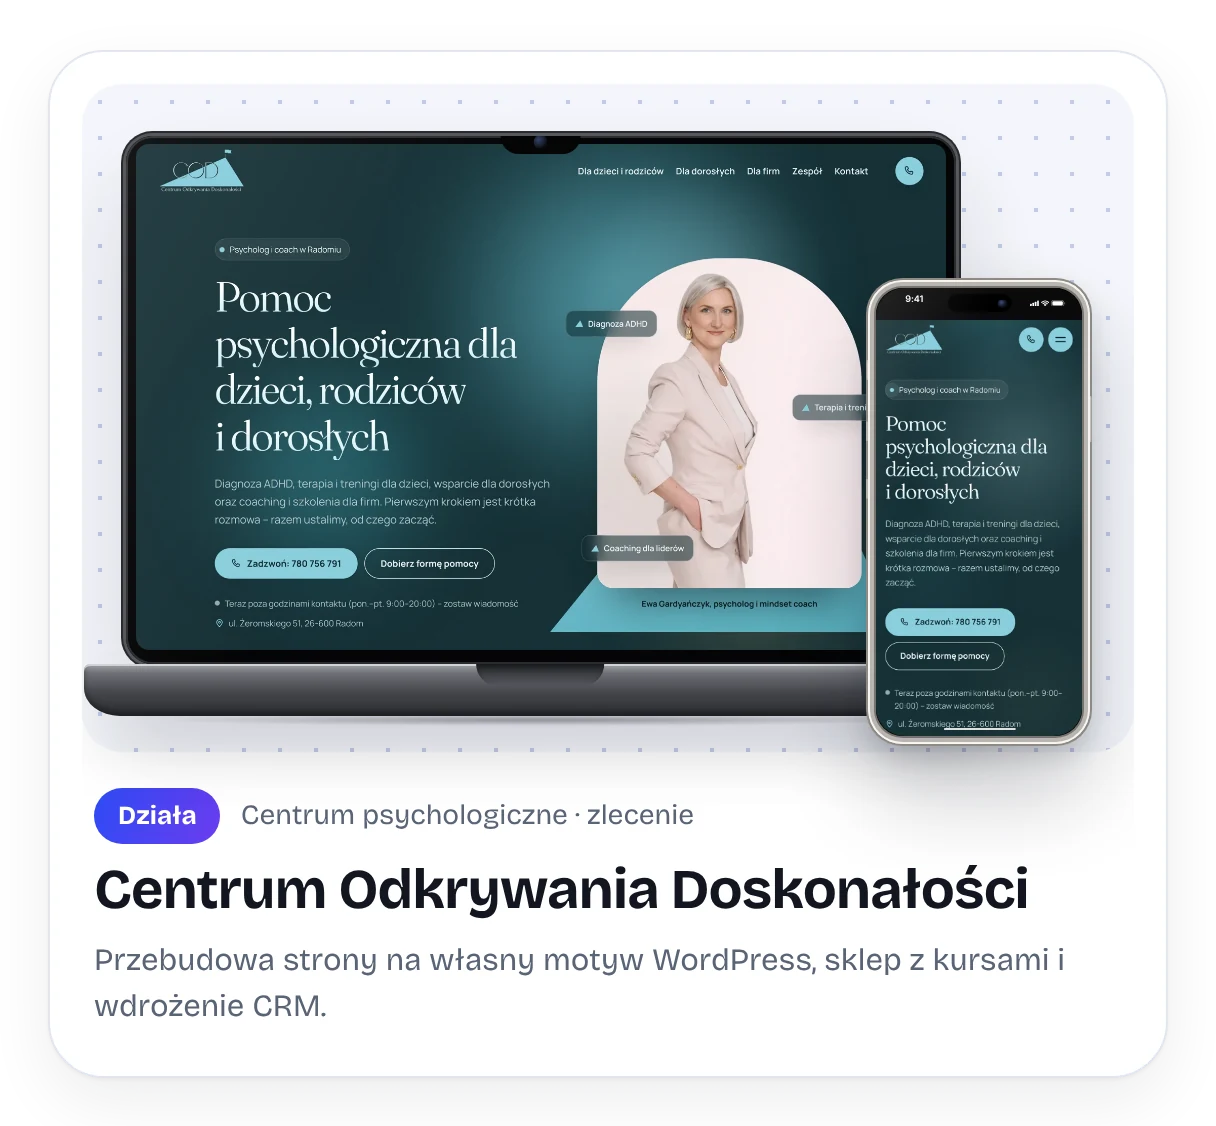 COD
Centrum Odkrywania Doskonałości
Dla dzieci i rodziców Dla dorosłych Dla firm Zespół Kontakt
Psycholog i coach w Radomiu
Pomoc
psychologiczna dla
dzieci, rodziców
i dorosłych
Diagnoza ADHD, terapia i treningi dla dzieci, wsparcie dla dorosłych
oraz coaching i szkolenia dla firm. Pierwszym krokiem jest krótka
rozmowa – razem ustalimy, od czego zacząć.
Zadzwoń: 780 756 791 Dobierz formę pomocy
Teraz poza godzinami kontaktu (pon.–pt. 9:00–20:00) – zostaw wiadomość
ul. Żeromskiego 51, 26-600 Radom
Diagnoza ADHD
Terapia i treni
Coaching dla liderów
Ewa Gardyańczyk, psycholog i mindset coach
9:41
COD
Centrum Odkrywania Doskonałości
Psycholog i coach w Radomiu
Pomoc
psychologiczna dla
dzieci, rodziców
i dorosłych
Diagnoza ADHD, terapia i treningi dla dzieci,
wsparcie dla dorosłych oraz coaching i
szkolenia dla firm. Pierwszym krokiem jest
krótka rozmowa – razem ustalimy, od czego
zacząć.
Zadzwoń: 780 756 791
Dobierz formę pomocy
Teraz poza godzinami kontaktu (pon.–pt. 9:00–
20:00) – zostaw wiadomość
ul. Żeromskiego 51, 26-600 Radom
Działa Centrum psychologiczne · zlecenie
Centrum Odkrywania Doskonałości
Przebudowa strony na własny motyw WordPress, sklep z kursami i
wdrożenie CRM.